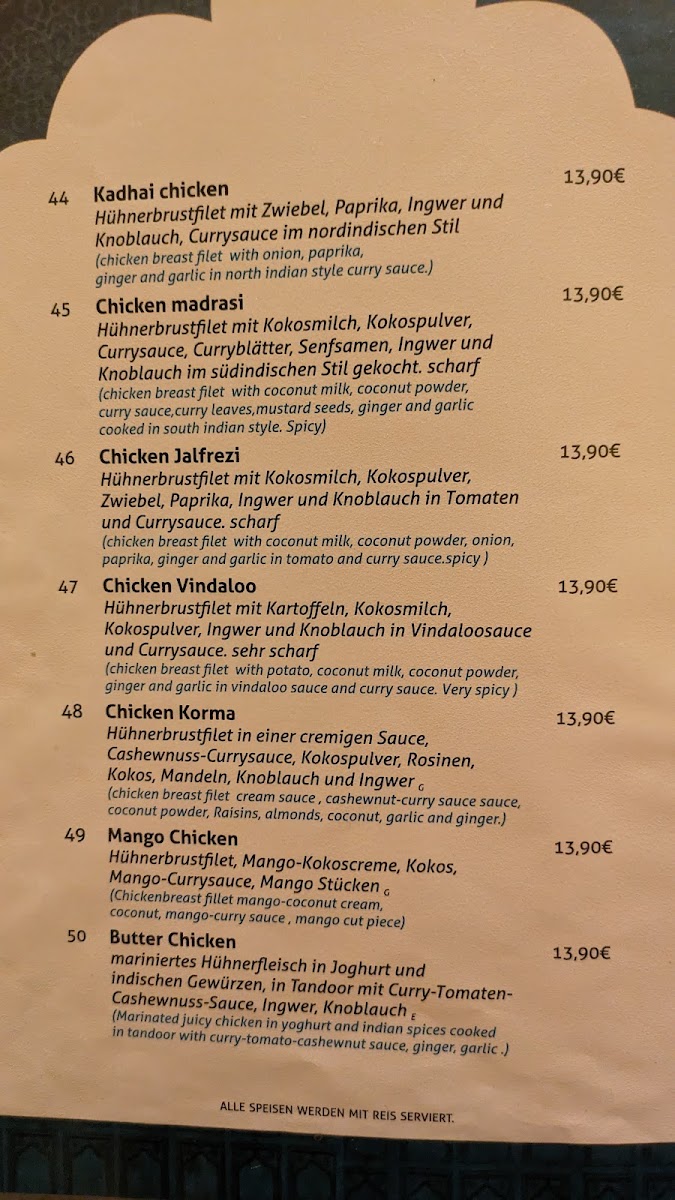 44 Kadhai chicken 13,90€
Hühnerbrustfilet mit Zwiebel, Paprika, Ingwer und
Knoblauch, Currysauce im nordindischen Stil
(chicken breast filet with onion, paprika,
ginger and garlic in north indian style curry sauce.)
45 Chicken madrasi 13,90€
Hühnerbrustfilet mit Kokosmilch, Kokospulver,
Currysauce, Curryblätter, Senfsamen, Ingwer und
Knoblauch im südindischen Stil gekocht. scharf
(chicken breast filet with coconut milk, coconut powder,
curry sauce,curry leaves,mustard seeds, ginger and garlic
cooked in south indian style. Spicy)
46 Chicken Jalfrezi 13,90€
Hühnerbrustfilet mit Kokosmilch, Kokospulver,
Zwiebel, Paprika, Ingwer und Knoblauch in Tomaten
und Currysauce. scharf
(chicken breast filet with coconut milk, coconut powder, onion,
paprika, ginger and garlic in tomato and curry sauce.spicy )
47 Chicken Vindaloo 13,90€
Hühnerbrustfilet mit Kartoffeln, Kokosmilch,
Kokospulver, Ingwer und Knoblauch in Vindaloosauce
und Currysauce. sehr scharf
(chicken breast filet with potato, coconut milk, coconut powder,
ginger and garlic in vindaloo sauce and curry sauce. Very spicy )
48 Chicken Korma 13,90€
Hühnerbrustfilet in einer cremigen Sauce,
Cashewnuss-Currysauce, Kokospulver, Rosinen,
Kokos, Mandeln, Knoblauch und Ingwer G
(chicken breast filet cream sauce , cashewnut-curry sauce sauce,
coconut powder, Raisins, almonds, coconut, garlic and ginger.)
49 Mango Chicken 13,90€
Hühnerbrustfilet, Mango-Kokoscreme, Kokos,
Mango-Currysauce, Mango Stücken G
(Chickenbreast fillet mango-coconut cream,
coconut, mango-curry sauce , mango cut piece)
50 Butter Chicken 13,90€
mariniertes Hühnerfleisch in Joghurt und
indischen Gewürzen, in Tandoor mit Curry-Tomaten-
Cashewnuss-Sauce, Ingwer, Knoblauch E
(Marinated juicy chicken in yoghurt and indian spices cooked
in tandoor with curry-tomato-cashewnut sauce, ginger, garlic .)
ALLE SPEISEN WERDEN MIT REIS SERVIERT.